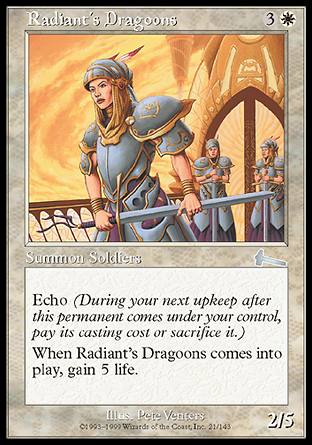 Radiant's Dragoons 3
Summon Soldiers
Echo (During your next upkeep after
this permanent comes under your control,
pay its casting cost or sacrifice it.)
When Radiant's Dragoons comes into
play, gain 5 life.
Illus. Pete Venters
©1993-1999 Wizards of the Coast, Inc. 21/143
2/5